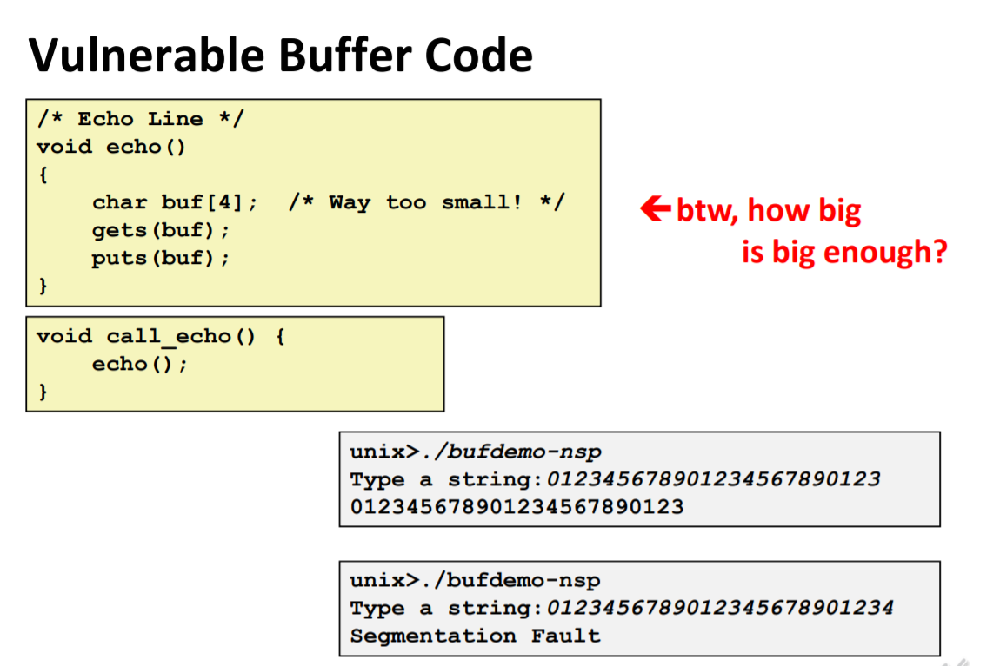 Vulnerable Buffer Code
/* Echo Line */
void echo()
{
    char buf[4];  /* Way too small! */
    gets(buf);
    puts(buf);
}
🡸btw, how big
is big enough?
void call_echo() {
    echo();
}
unix>./bufdemo-nsp
Type a string:012345678901234567890123
012345678901234567890123
unix>./bufdemo-nsp
Type a string:0123456789012345678901234
Segmentation Fault